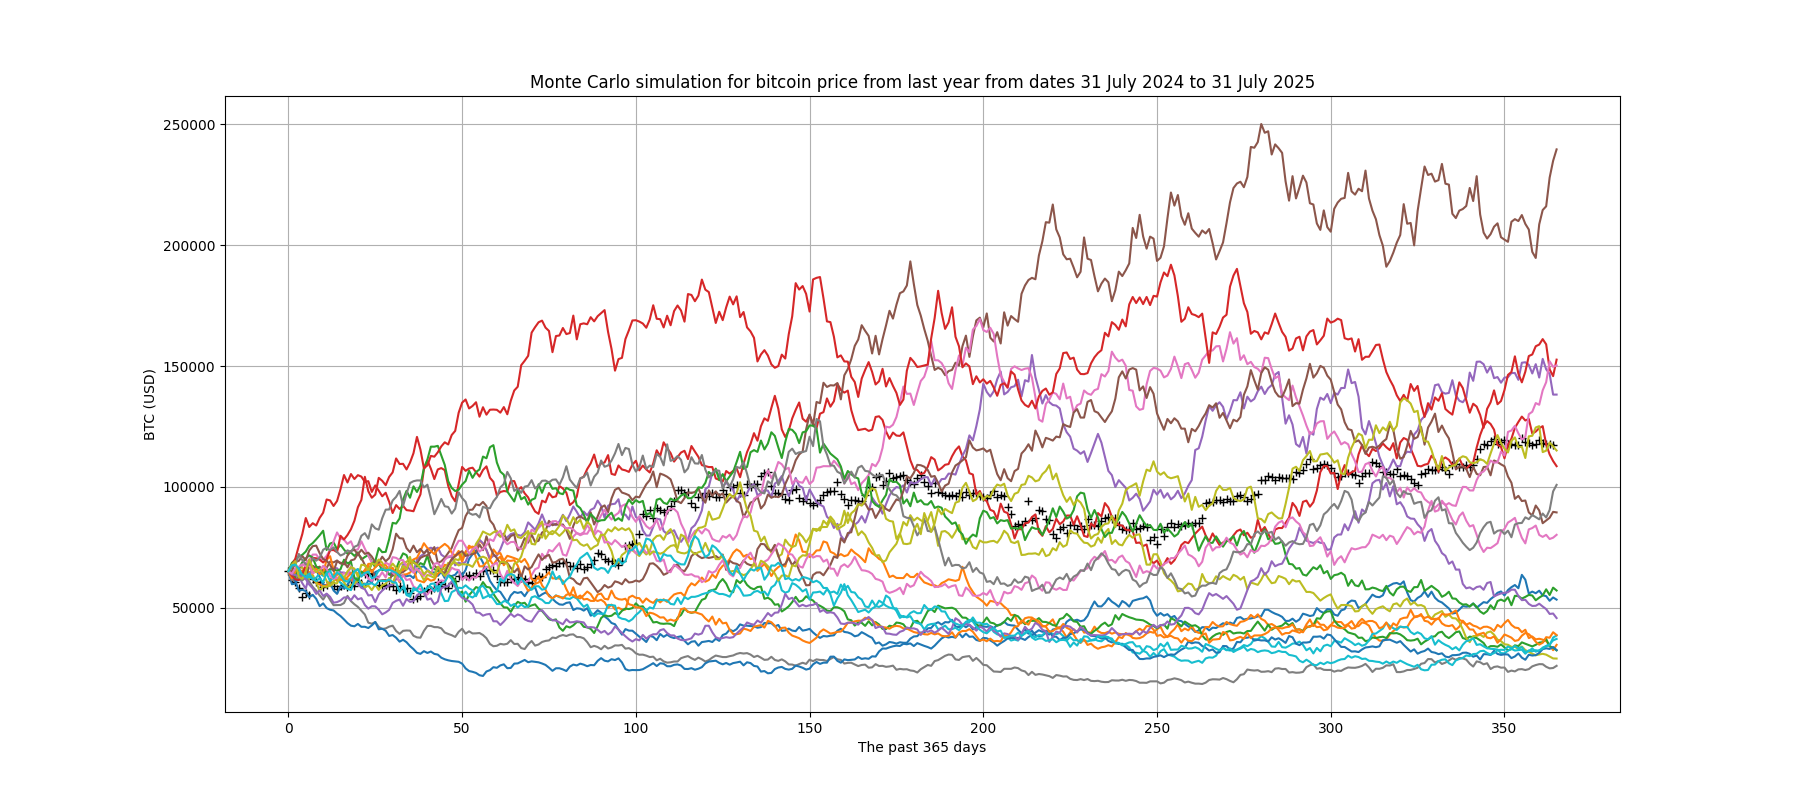 Monte Carlo simulation for bitcoin price from last year from dates 31 July 2024 to 31 July 2025
250000
200000
150000
100000
50000
BTC (USD)
0 50 100 150 200 250 300 350
The past 365 days